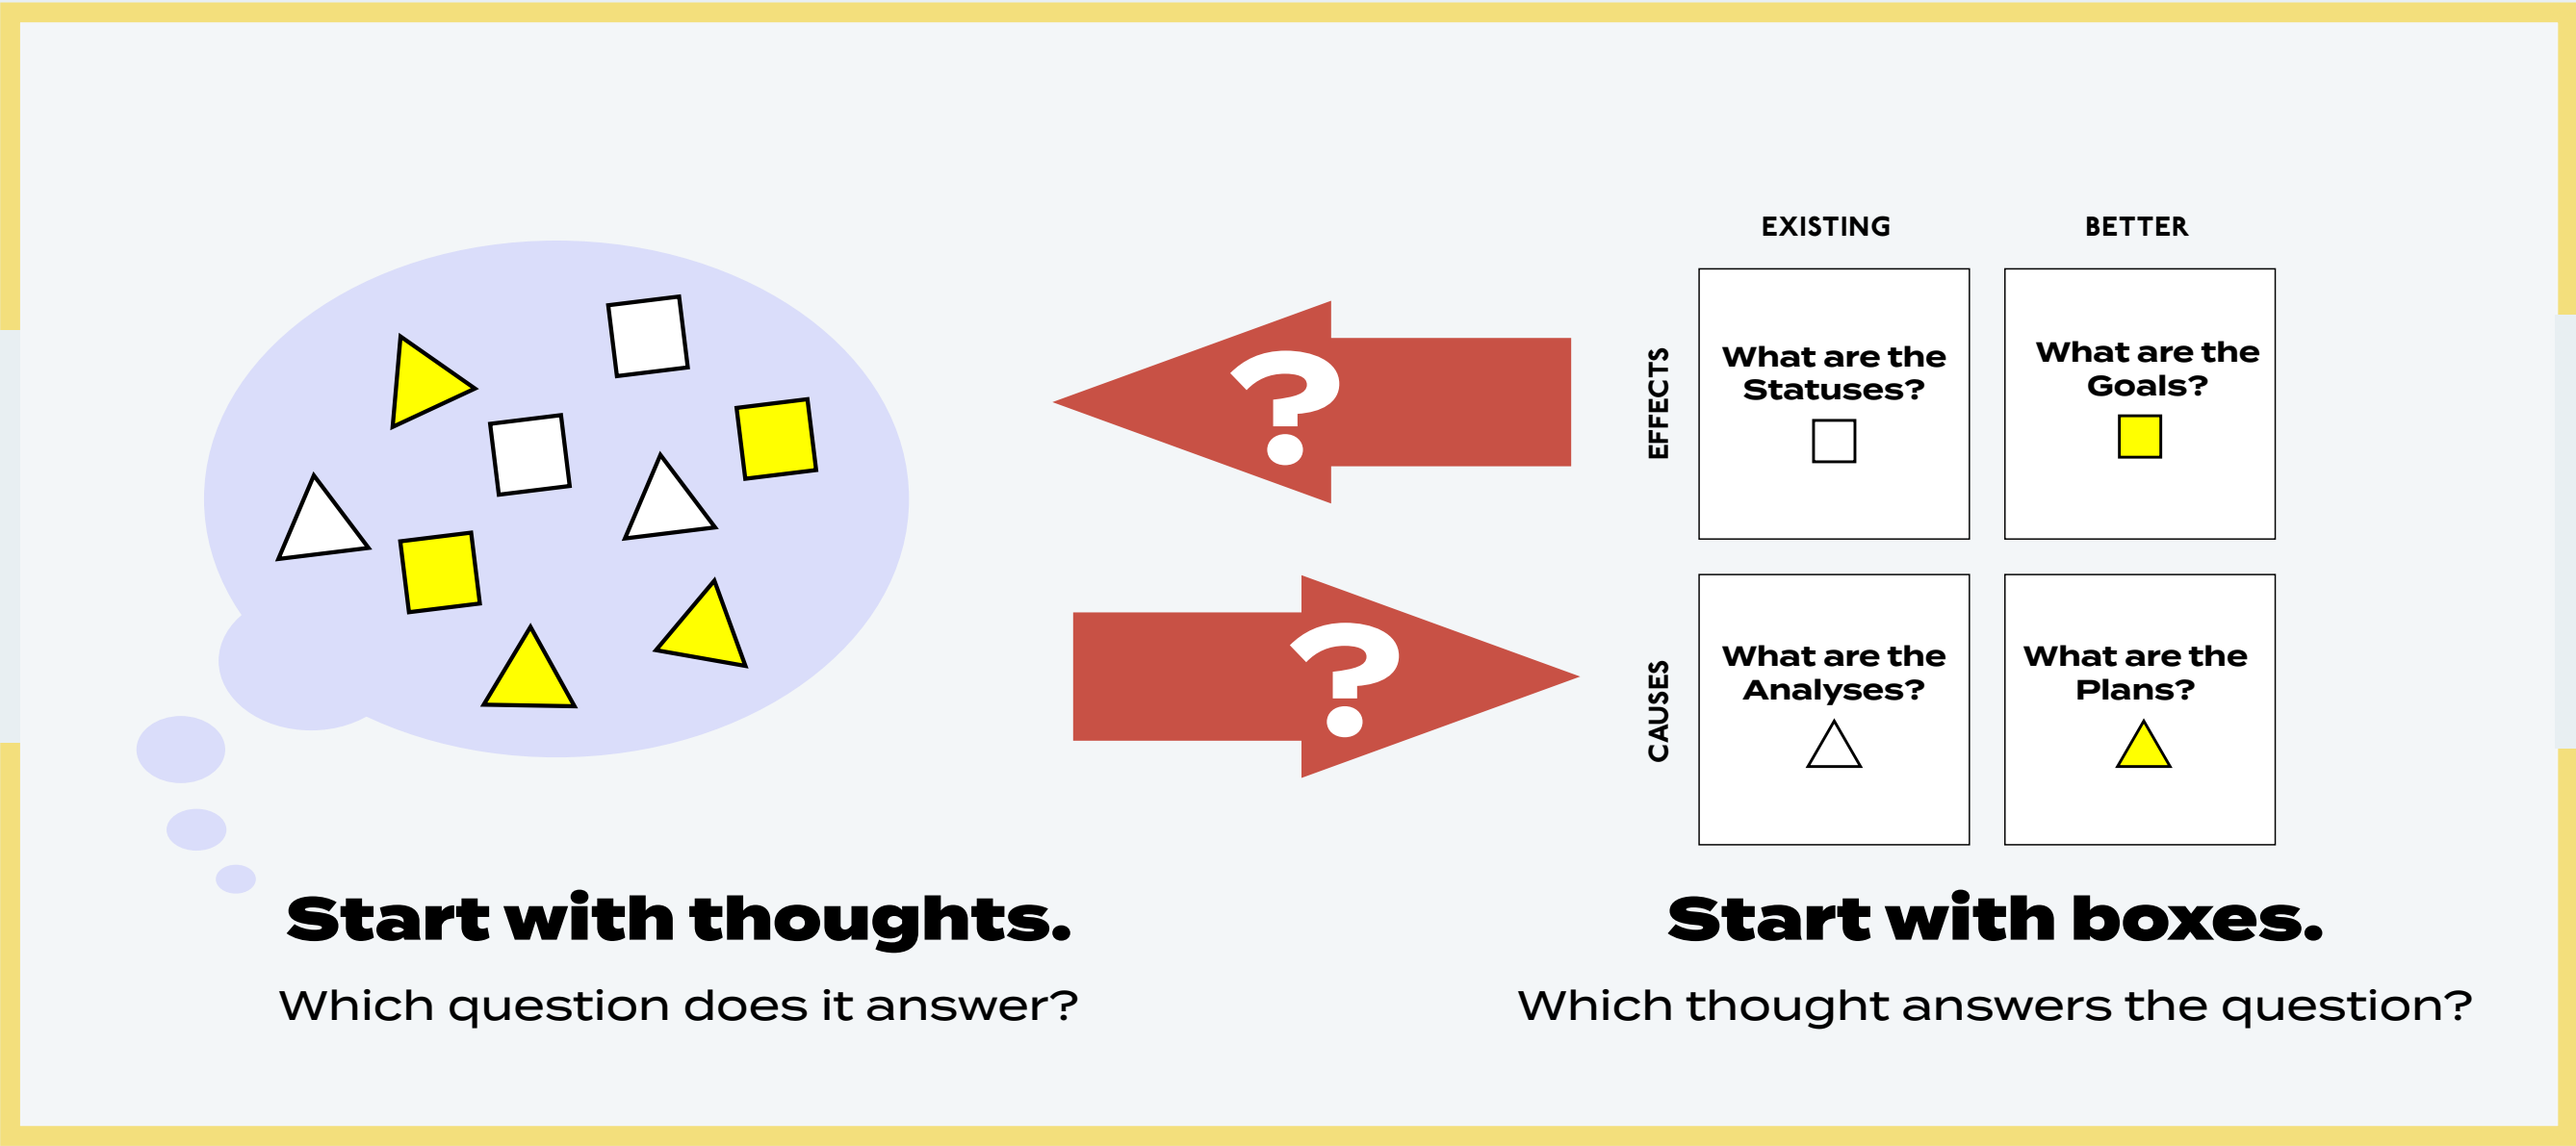 EXISTING
BETTER
EFFECTS
What are the
Statuses?
What are the
Goals?
?
CAUSES
What are the
Analyses?
What are the
Plans?
?
Start with thoughts.
Which question does it answer?
Start with boxes.
Which thought answers the question?